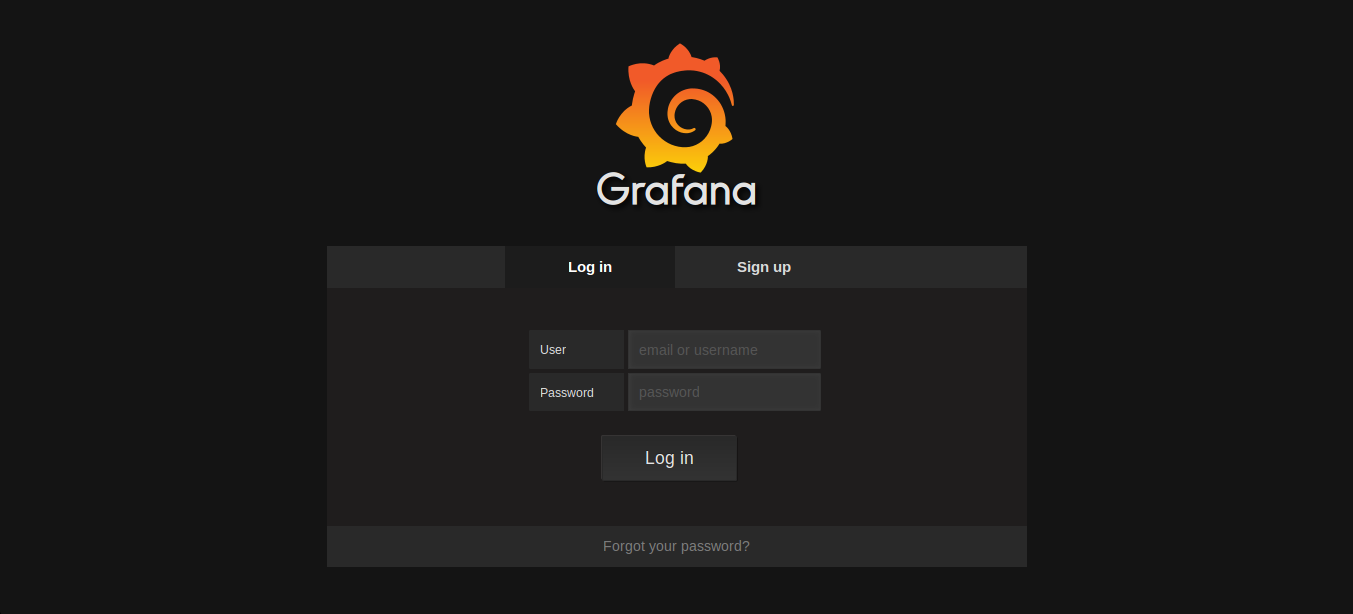 Grafana
Log in Sign up
User email or username
Password password
Log in
Forgot your password?